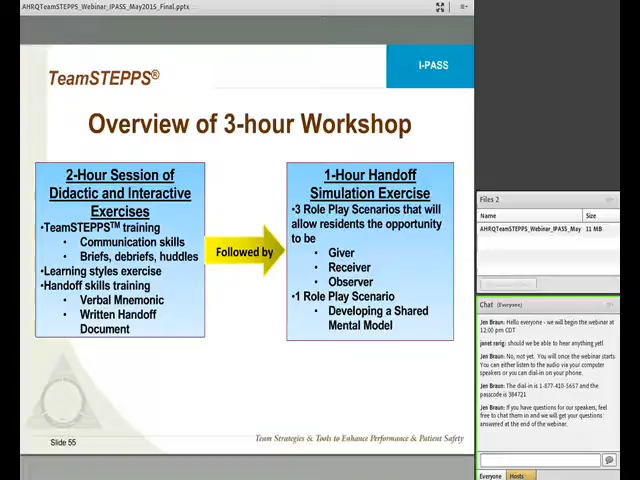 AHRQTeamSTEPPS_Webinar_IPASS_May2015_Final.pptx
TeamSTEPPS®
I-PASS
Overview of 3-hour Workshop
2-Hour Session of
Didactic and Interactive
Exercises
•TeamSTEPPS™ training
• Communication skills
• Briefs, debriefs, huddles
•Learning styles exercise
•Handoff skills training
• Verbal Mnemonic
• Written Handoff
Document
Followed by
1-Hour Handoff
Simulation Exercise
•3 Role Play Scenarios that will
allow residents the opportunity
to be
• Giver
• Receiver
• Observer
•1 Role Play Scenario
• Developing a Shared
Mental Model
Slide 55
Team Strategies & Tools to Enhance Performance & Patient Safety
Files 2
Name Size
AHRQTeamSTEPPS_Webinar_IPASS_May 11 MB
Chat (Everyone)
Jen Braun: Hello everyone - we will begin the webinar at
12:00 pm CDT
janet rarig: should we be able to hear anything yet!
Jen Braun: No, not yet. You will once the webinar starts.
You can either listen to the audio via your computer
speakers or you can dial-in on your phone.
Jen Braun: The dial-in is 1-877-410-5657 and the
passcode is 384721
Jen Braun: If you have questions for our speakers, feel
free to chat them in and we will get your questions
answered at the end of the webinar.
Everyone Hosts